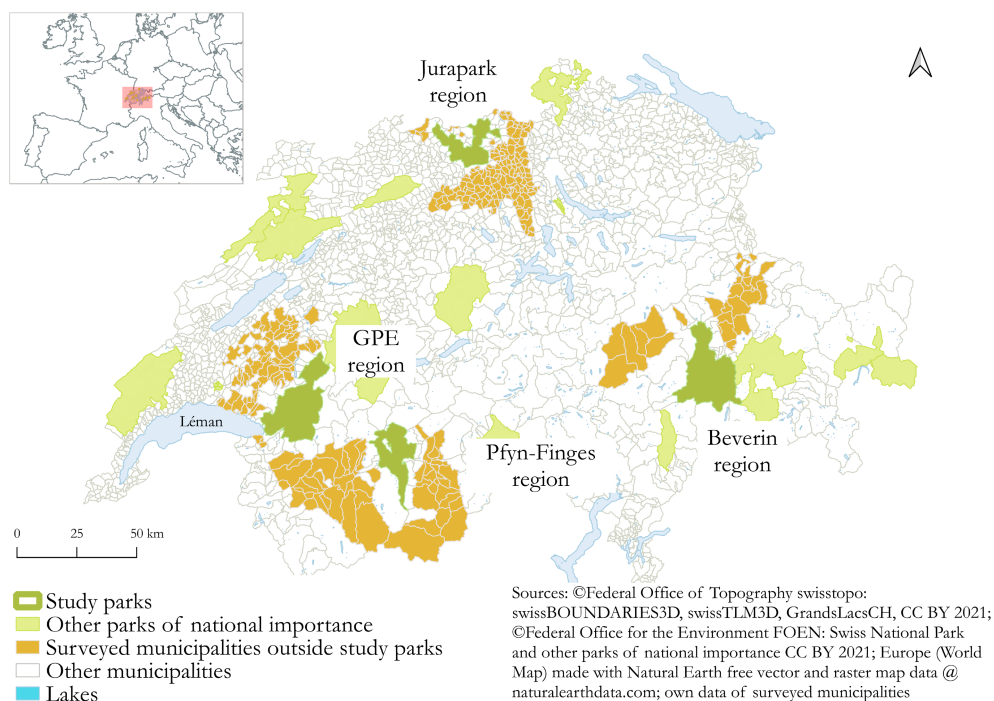 Jurapark
region
GPE
region
Léman
Pfyn-Finges
region
Beverin
region
0 25 50 km
Study parks
Other parks of national importance
Surveyed municipalities outside study parks
Other municipalities
Lakes
Sources: ©Federal Office of Topography swisstopo:
swissBOUNDARIES3D, swissTLM3D, GrandsLacsCH, CC BY 2021;
©Federal Office for the Environment FOEN: Swiss National Park
and other parks of national importance CC BY 2021; Europe (World
Map) made with Natural Earth free vector and raster map data @
naturalearthdata.com; own data of surveyed municipalities